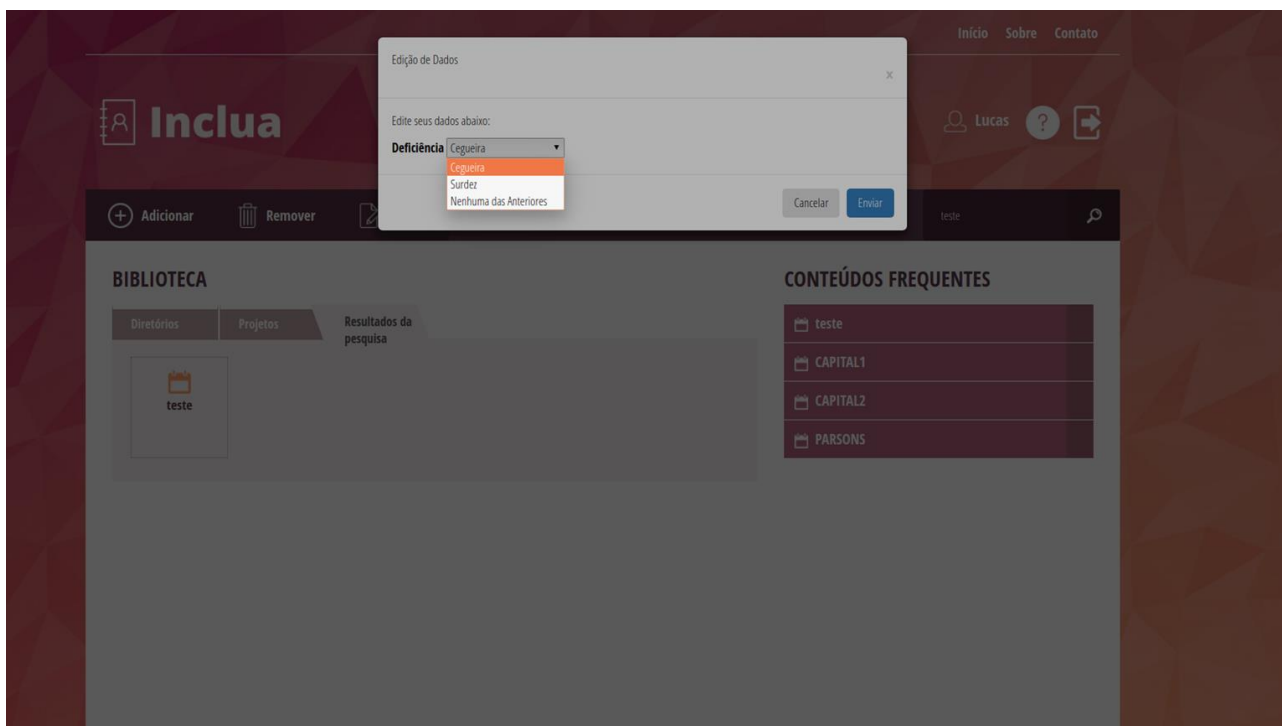 Início Sobre Contato
Edição de Dados
x
Inclua
Edite seus dados abaixo:
Lucas ?
Deficiência Cegueira
Cegueira
Surdez
Nenhuma das Anteriores
Cancelar Enviar
Adicionar Remover
teste
BIBLIOTECA
CONTEÚDOS FREQUENTES
Diretórios Projetos Resultados da
pesquisa
teste
teste
CAPITAL1
CAPITAL2
PARSONS